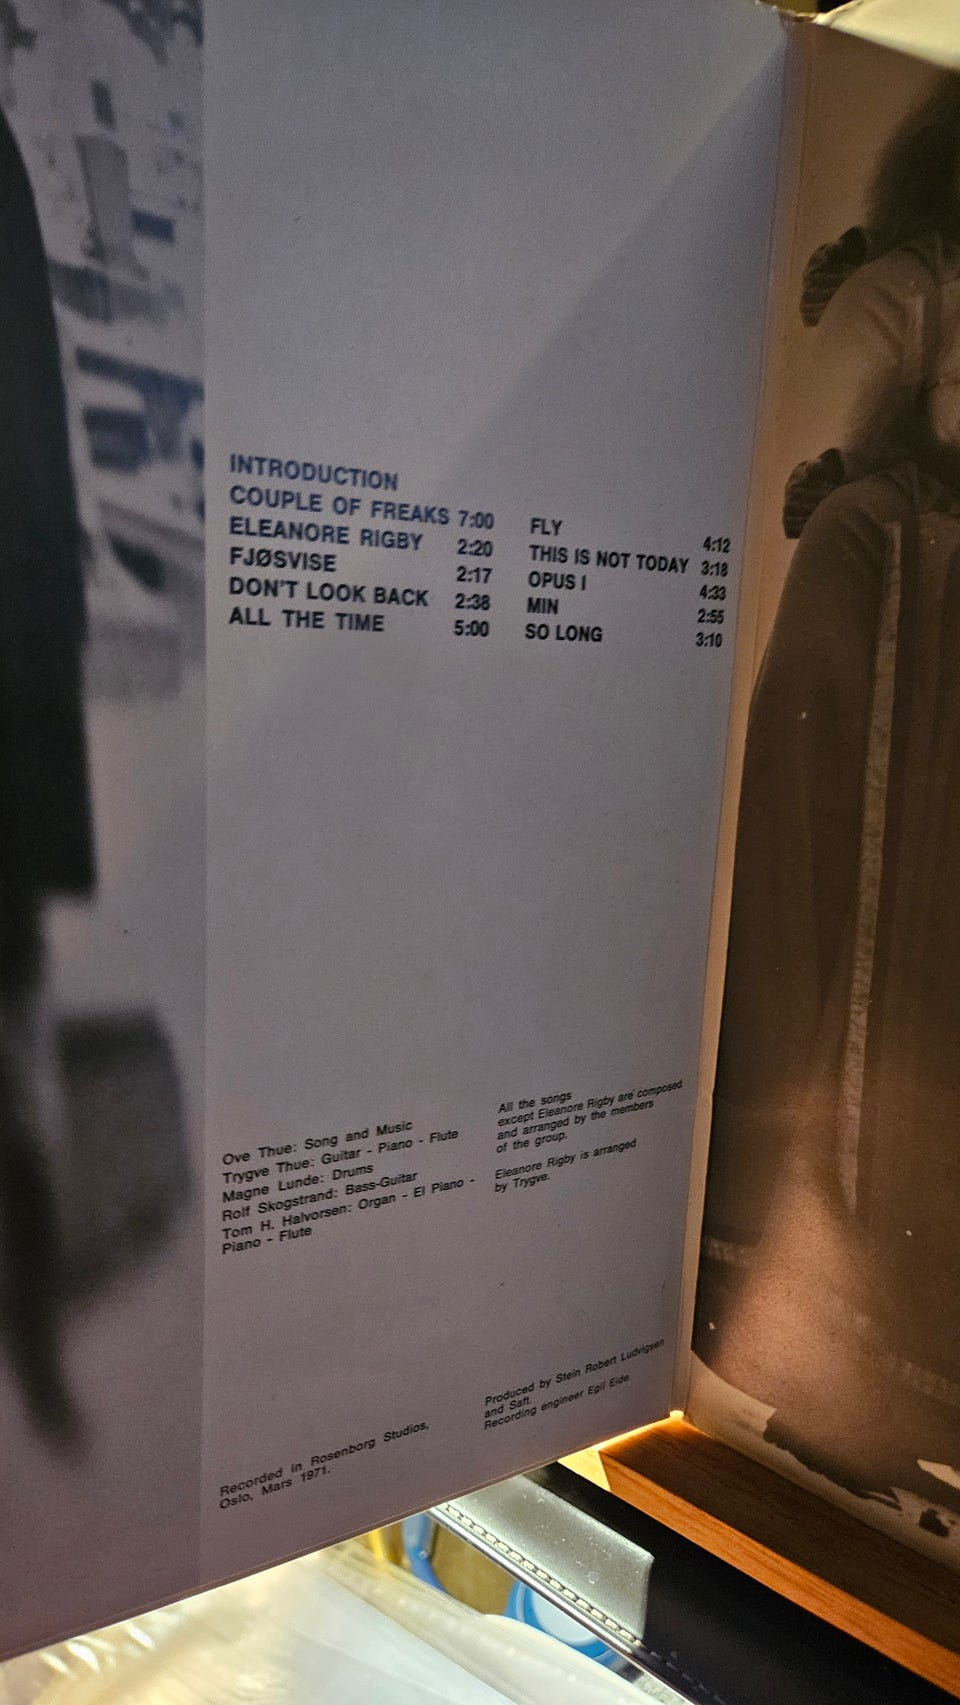 INTRODUCTION
COUPLE OF FREAKS 7:00
ELEANORE RIGBY 2:20
FJØSVISE 2:17
DON'T LOOK BACK 2:38
ALL THE TIME 5:00
FLY 4:12
THIS IS NOT TODAY 3:18
OPUS I 4:33
MIN 2:55
SO LONG 3:10
Ove Thue: Song and Music
Trygve Thue: Guitar - Piano - Flute
Magne Lunde: Drums
Rolf Skogstrand: Bass-Guitar
Tom H. Halvorsen: Organ - El Piano -
Piano - Flute
All the songs
except Eleanore Rigby are composed
and arranged by the members
of the group.
Eleanore Rigby is arranged
by Trygve.
Recorded in Rosenborg Studios,
Oslo, Mars 1971.
Produced by Stein Robert Ludvigsen
and Saft.
Recording engineer Egil Eide.